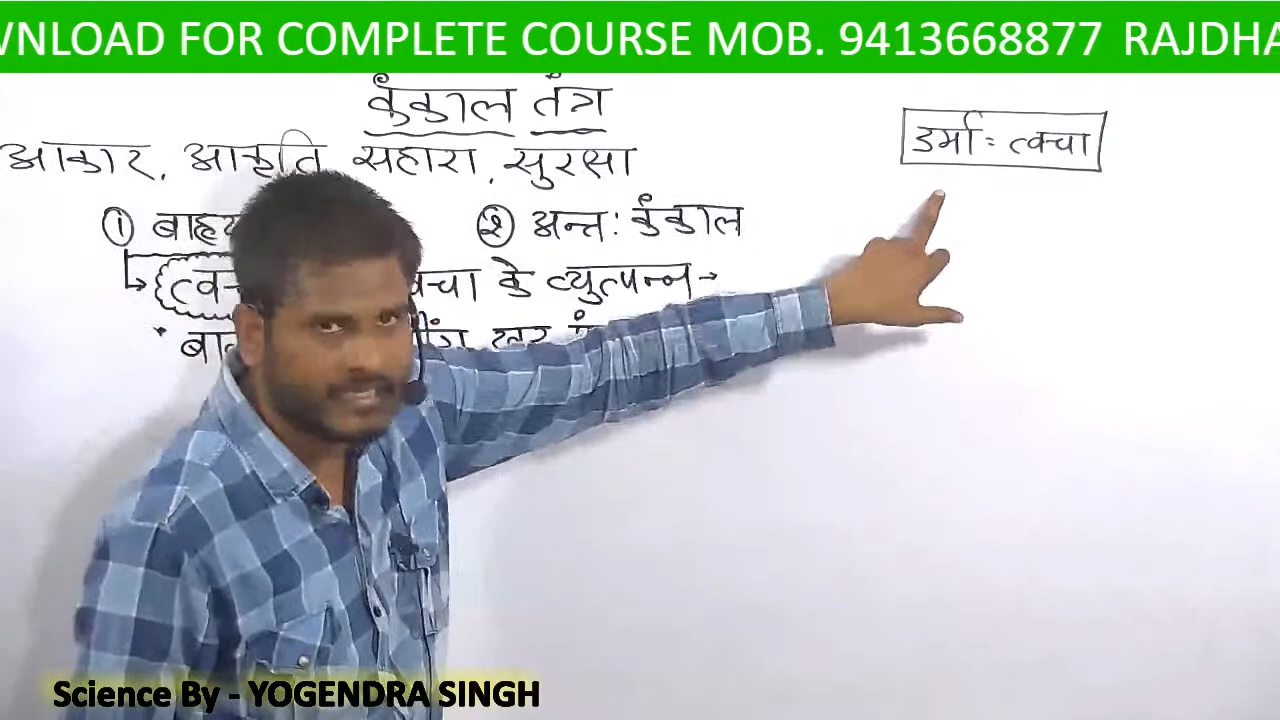 WNLOAD FOR COMPLETE COURSE MOB. 9413668877 RAJDHA
कंकाल तंत्र
डर्मा = त्वचा
आकार, आकृति सहारा, सुरक्षा
① बाह्य ② अन्त: कंकाल
त्वचा के व्युत्पन्न →
Science By - YOGENDRA SINGH